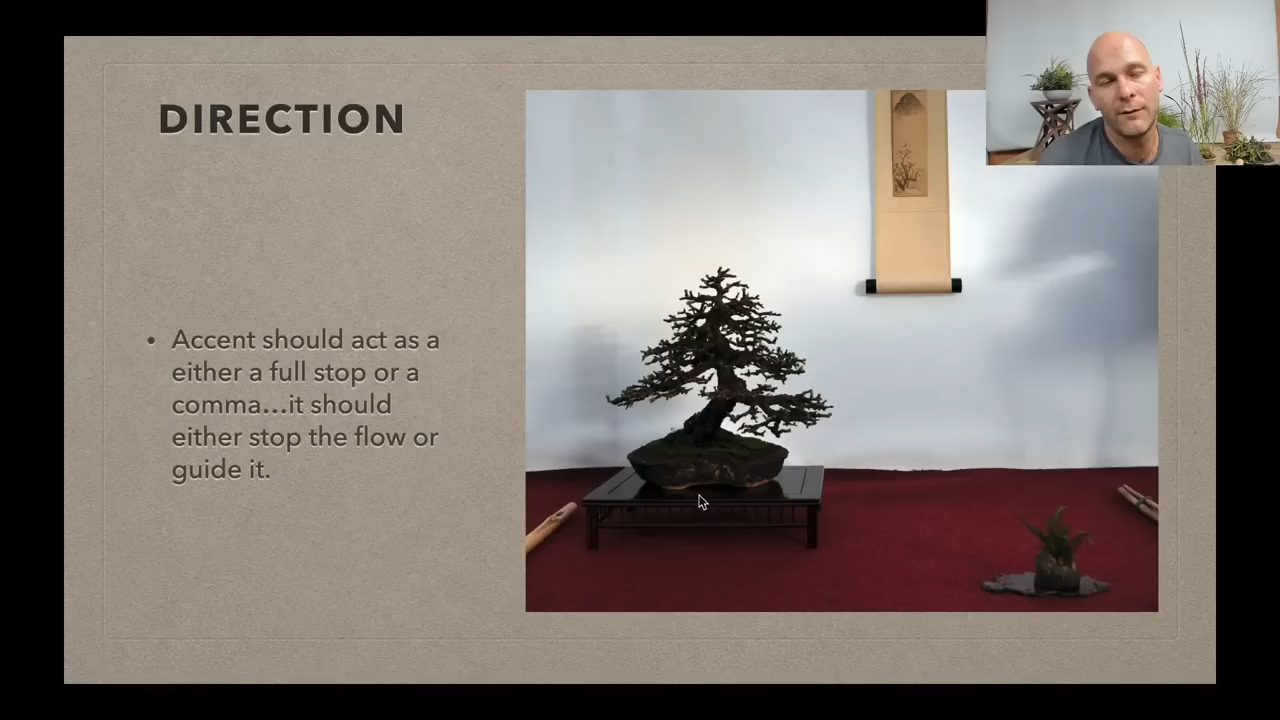 DIRECTION
• Accent should act as a
either a full stop or a
comma...it should
either stop the flow or
guide it.